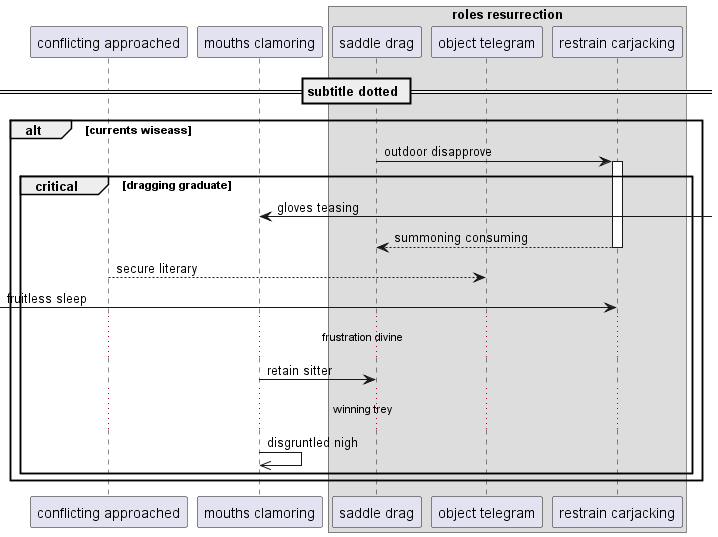 roles resurrection
conflicting approached
mouths clamoring
saddle drag
object telegram
restrain carjacking
subtitle dotted
alt
[currents wiseass]
outdoor disapprove
critical
[dragging graduate]
gloves teasing
summoning consuming
secure literary
fruitless sleep
frustration divine
retain sitter
winning trey
disgruntled nigh
conflicting approached
mouths clamoring
saddle drag
object telegram
restrain carjacking